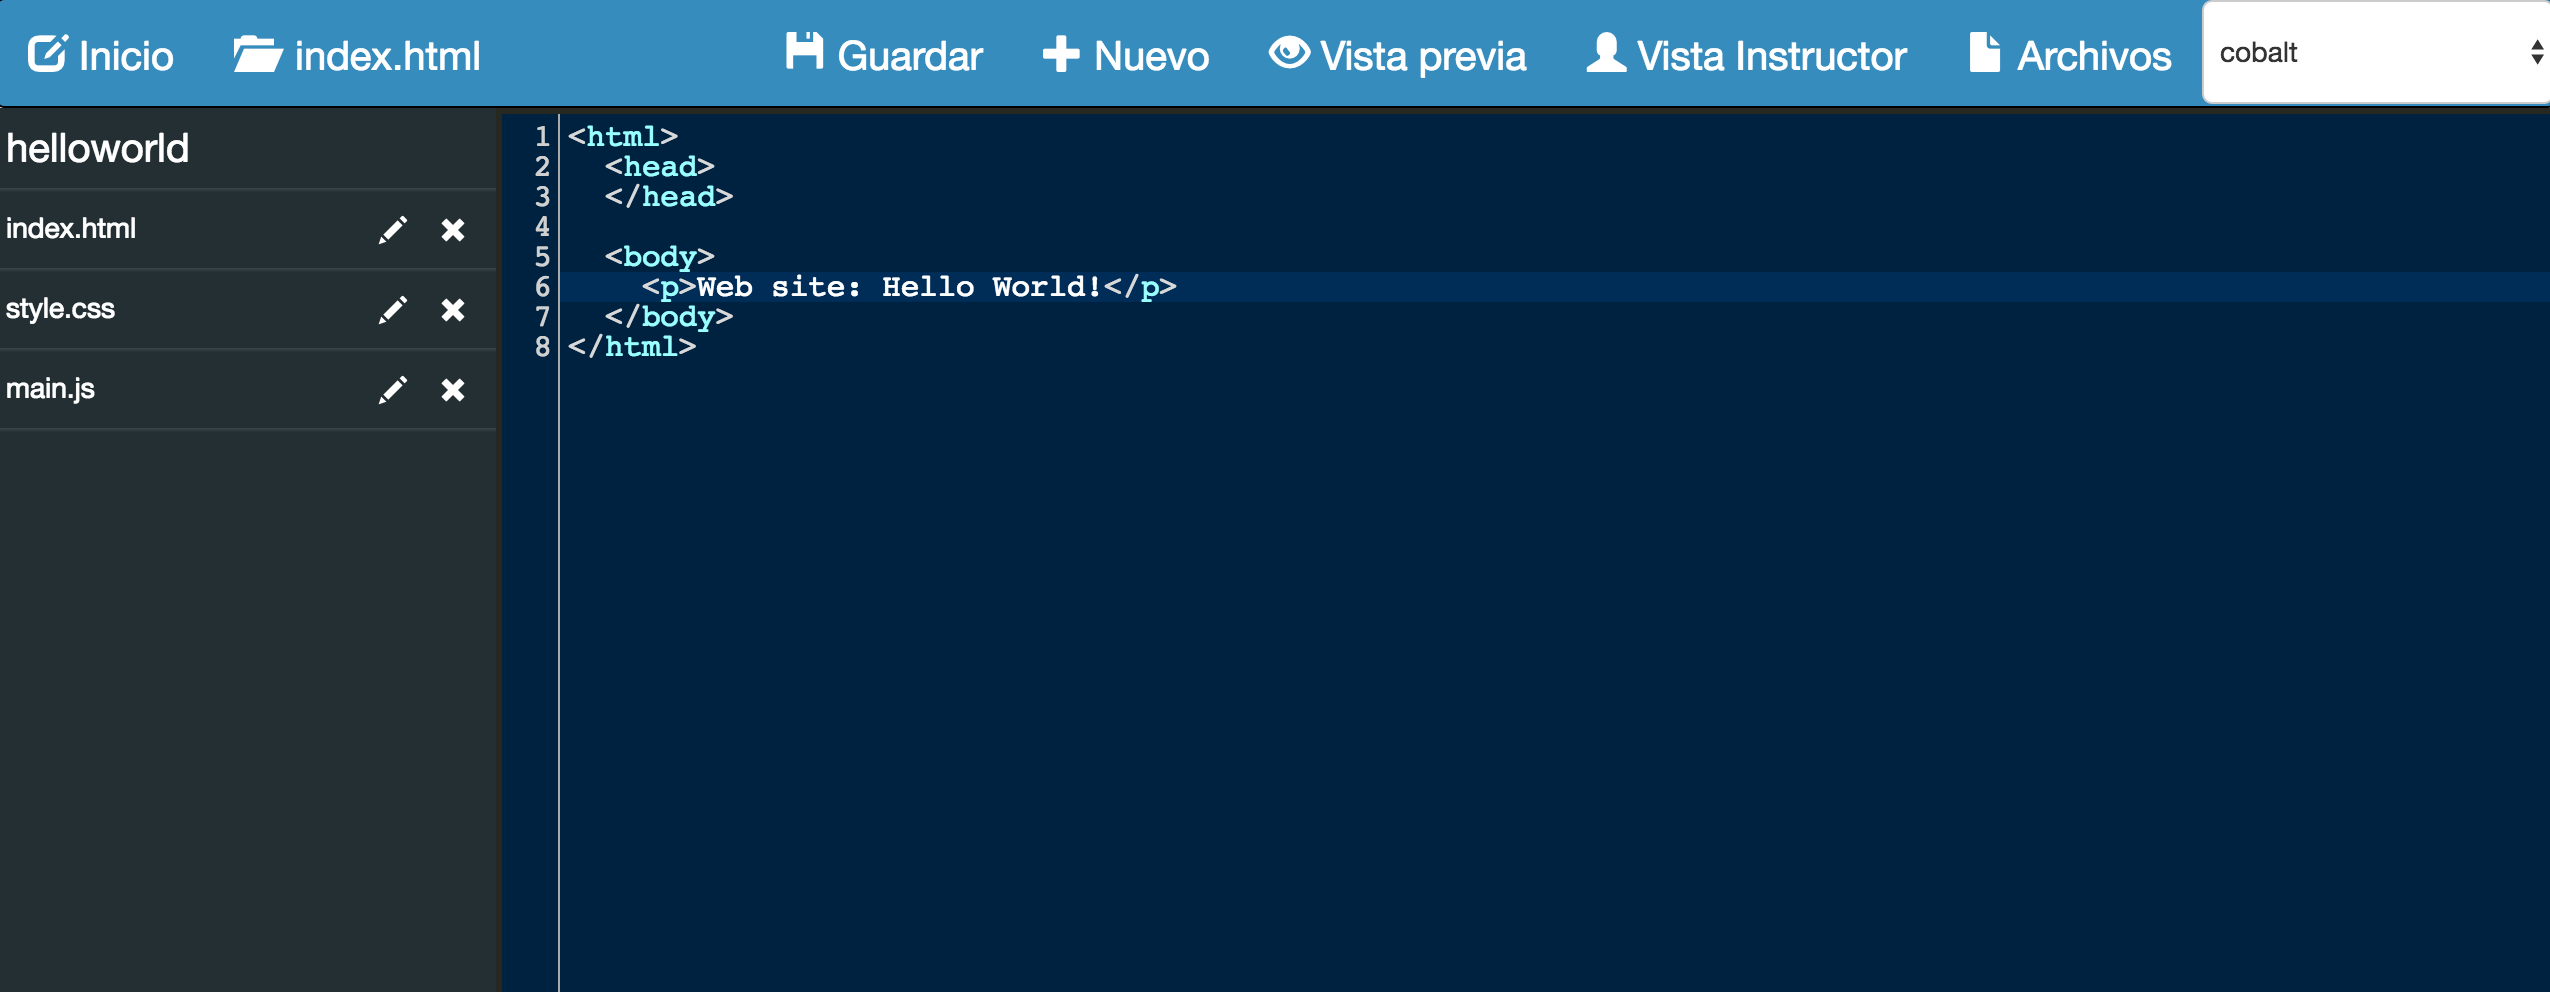 Inicio index.html Guardar Nuevo Vista previa Vista Instructor Archivos cobalt
helloworld
index.html
style.css
main.js
1 <html>
2   <head>
3   </head>
4
5   <body>
6     <p>Web site: Hello World!</p>
7   </body>
8 </html>